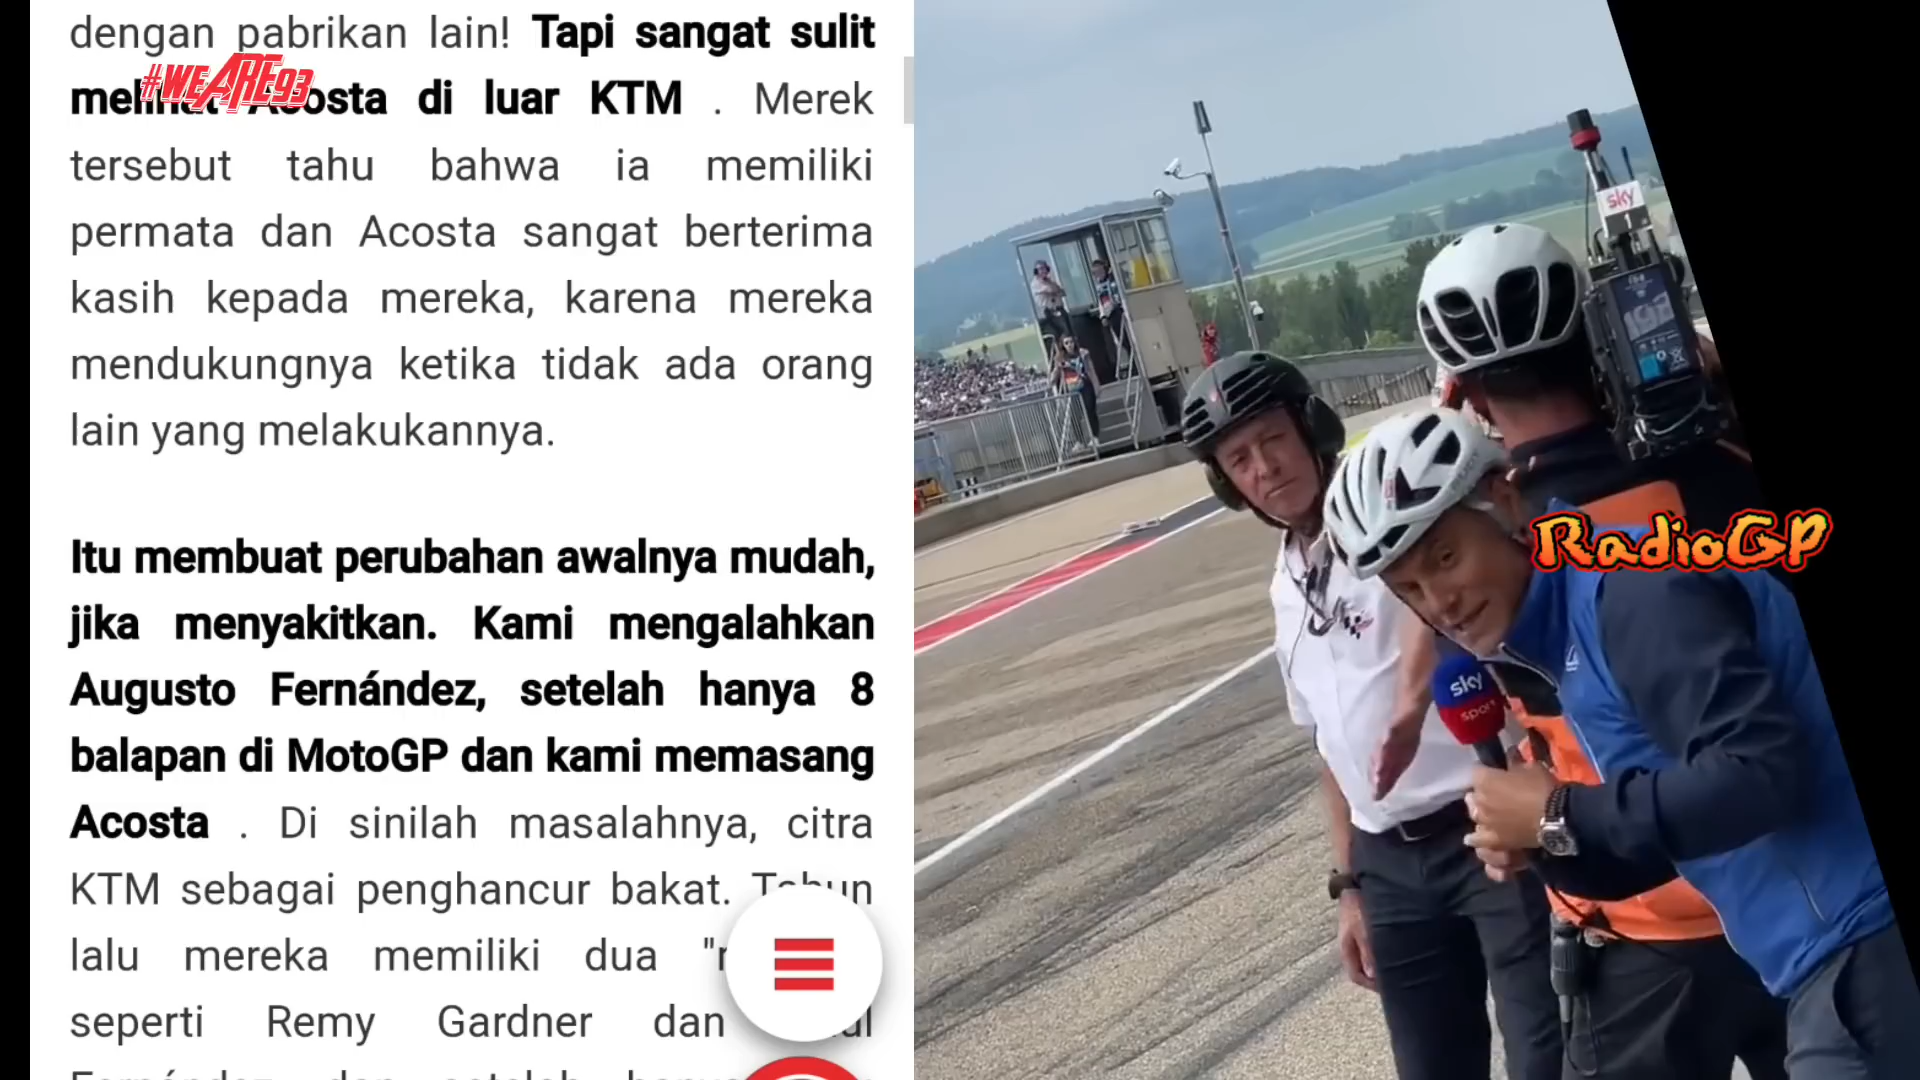 dengan pabrikan lain! Tapi sangat sulit
#WEARE93
Acosta di luar KTM . Merek
tersebut tahu bahwa ia memiliki
permata dan Acosta sangat berterima
kasih kepada mereka, karena mereka
mendukungnya ketika tidak ada orang
lain yang melakukannya.
Itu membuat perubahan awalnya mudah,
jika menyakitkan. Kami mengalahkan
Augusto Fernández, setelah hanya 8
balapan di MotoGP dan kami memasang
Acosta . Di sinilah masalahnya, citra
KTM sebagai penghancur bakat. Tahun
lalu mereka memiliki dua
seperti Remy Gardner dan
sky
1
sky
sport
RadioGP